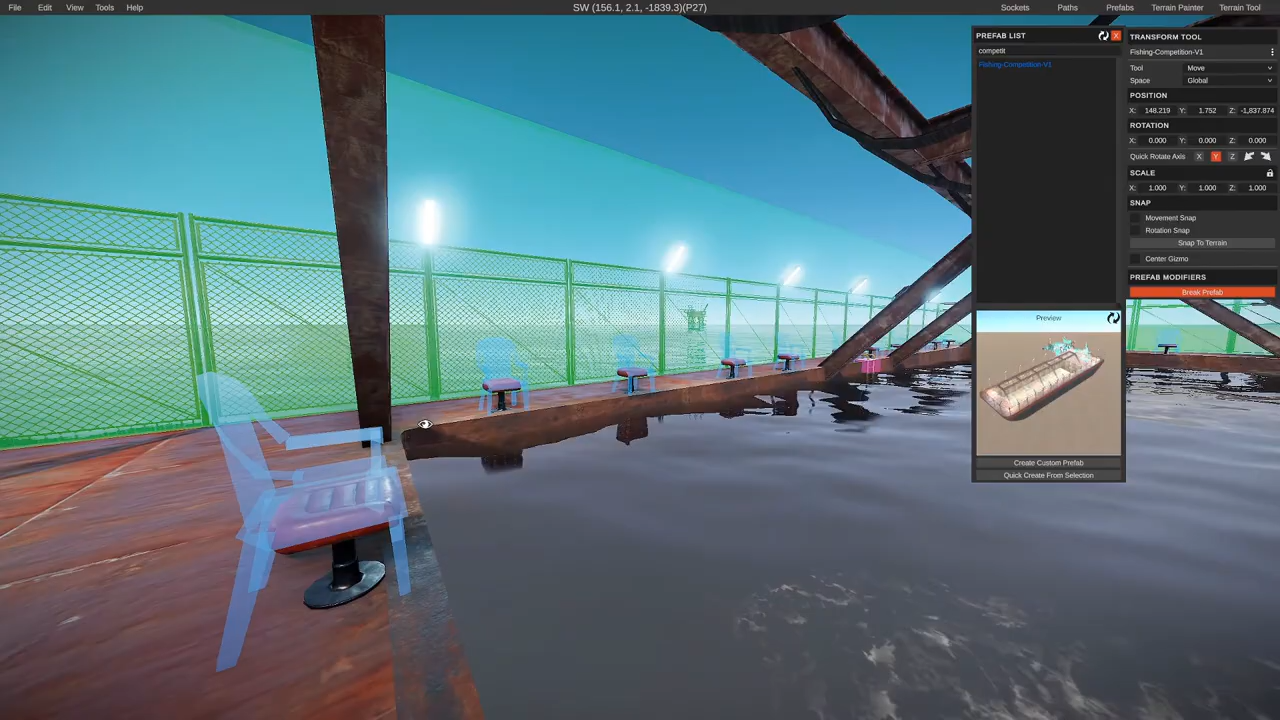 File Edit View Tools Help
SW (156.1, 2.1, -1839.3)(P27)
Sockets Paths Prefabs Terrain Painter Terrain Tool
PREFAB LIST
X
competit
Fishing-Competition-V1
Preview
Create Custom Prefab
Quick Create From Selection
TRANSFORM TOOL
Fishing-Competition-V1
Tool Move
Space Global
POSITION
X: 148.219 Y: 1.752 Z: -1,837.874
ROTATION
X: 0.000 Y: 0.000 Z: 0.000
Quick Rotate Axis X Y Z
SCALE
X: 1.000 Y: 1.000 Z: 1.000
SNAP
Movement Snap
Rotation Snap
Snap To Terrain
Center Gizmo
PREFAB MODIFIERS
Break Prefab